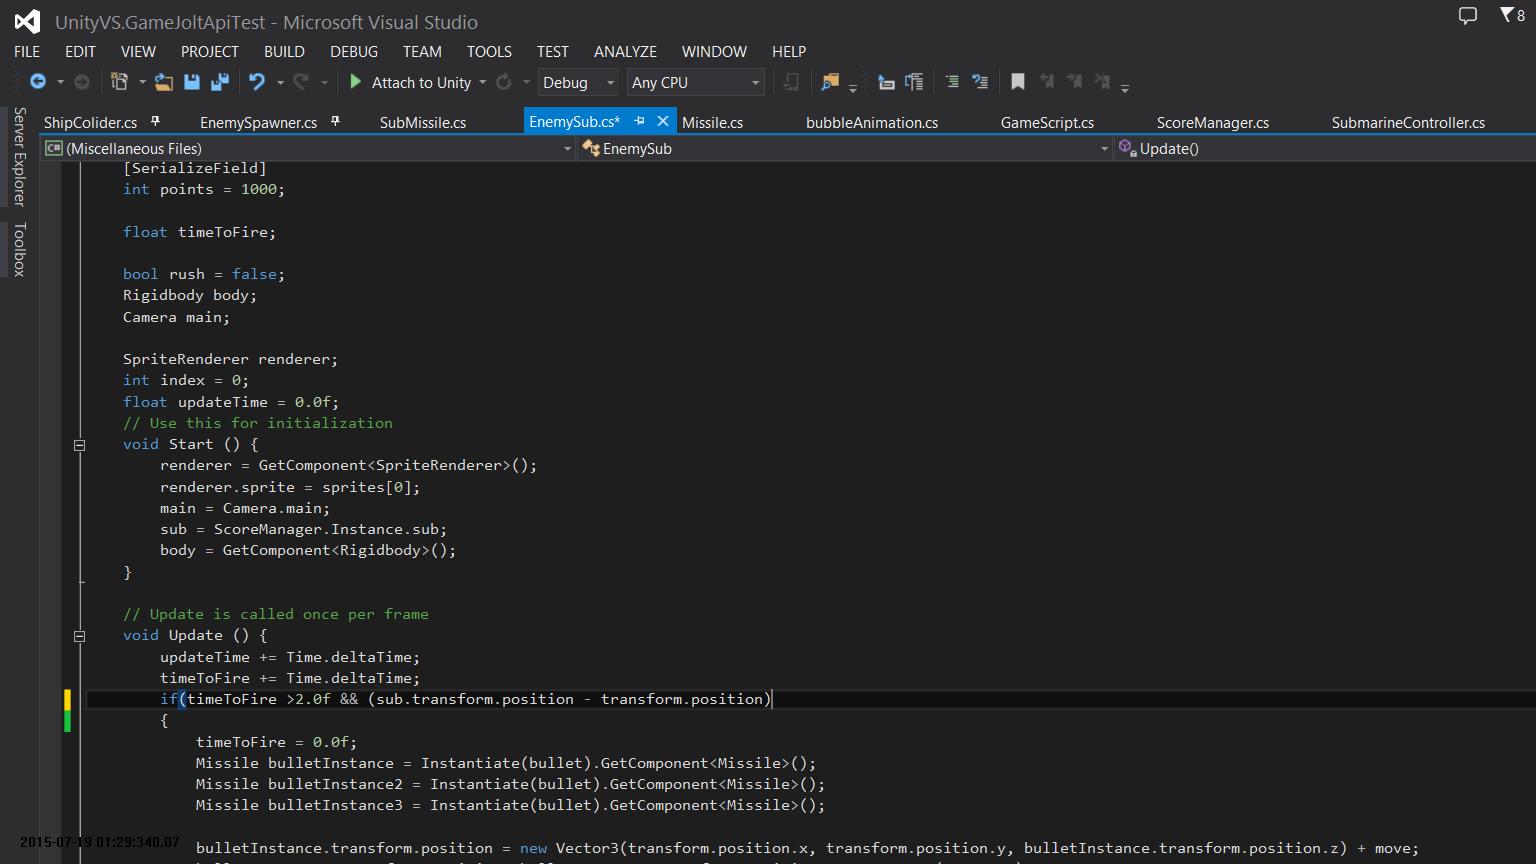 UnityVS.GameJoltApiTest - Microsoft Visual Studio
8
FILE EDIT VIEW PROJECT BUILD DEBUG TEAM TOOLS TEST ANALYZE WINDOW HELP
Attach to Unity Debug Any CPU
Server Explorer
Toolbox
ShipColider.cs EnemySpawner.cs SubMissile.cs EnemySub.cs* Missile.cs bubbleAnimation.cs GameScript.cs ScoreManager.cs SubmarineController.cs
C# (Miscellaneous Files) EnemySub Update()
[SerializeField]
int points = 1000;
float timeToFire;
bool rush = false;
Rigidbody body;
Camera main;
SpriteRenderer renderer;
int index = 0;
float updateTime = 0.0f;
// Use this for initialization
void Start () {
renderer = GetComponent<SpriteRenderer>();
renderer.sprite = sprites[0];
main = Camera.main;
sub = ScoreManager.Instance.sub;
body = GetComponent<Rigidbody>();
}
// Update is called once per frame
void Update () {
updateTime += Time.deltaTime;
timeToFire += Time.deltaTime;
if(timeToFire >2.0f && (sub.transform.position - transform.position)
{
timeToFire = 0.0f;
Missile bulletInstance = Instantiate(bullet).GetComponent<Missile>();
Missile bulletInstance2 = Instantiate(bullet).GetComponent<Missile>();
Missile bulletInstance3 = Instantiate(bullet).GetComponent<Missile>();
2015-07-19 01:29:340.07
bulletInstance.transform.position = new Vector3(transform.position.x, transform.position.y, bulletInstance.transform.position.z) + move;